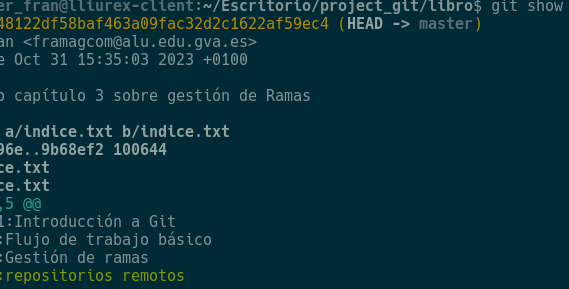 er_fran@lliurex-client:~/Escritorio/project_git/libro$ git show
48122df58baf463a09fac32d2c1622af59ec4 (HEAD -> master)
an <framagcom@alu.edu.gva.es>
e Oct 31 15:35:03 2023 +0100
o capítulo 3 sobre gestión de Ramas
a/indice.txt b/indice.txt
96e..9b68ef2 100644
ce.txt
ce.txt
,5 @@
1:Introducción a Git
:Flujo de trabajo básico
:Gestión de ramas
:repositorios remotos